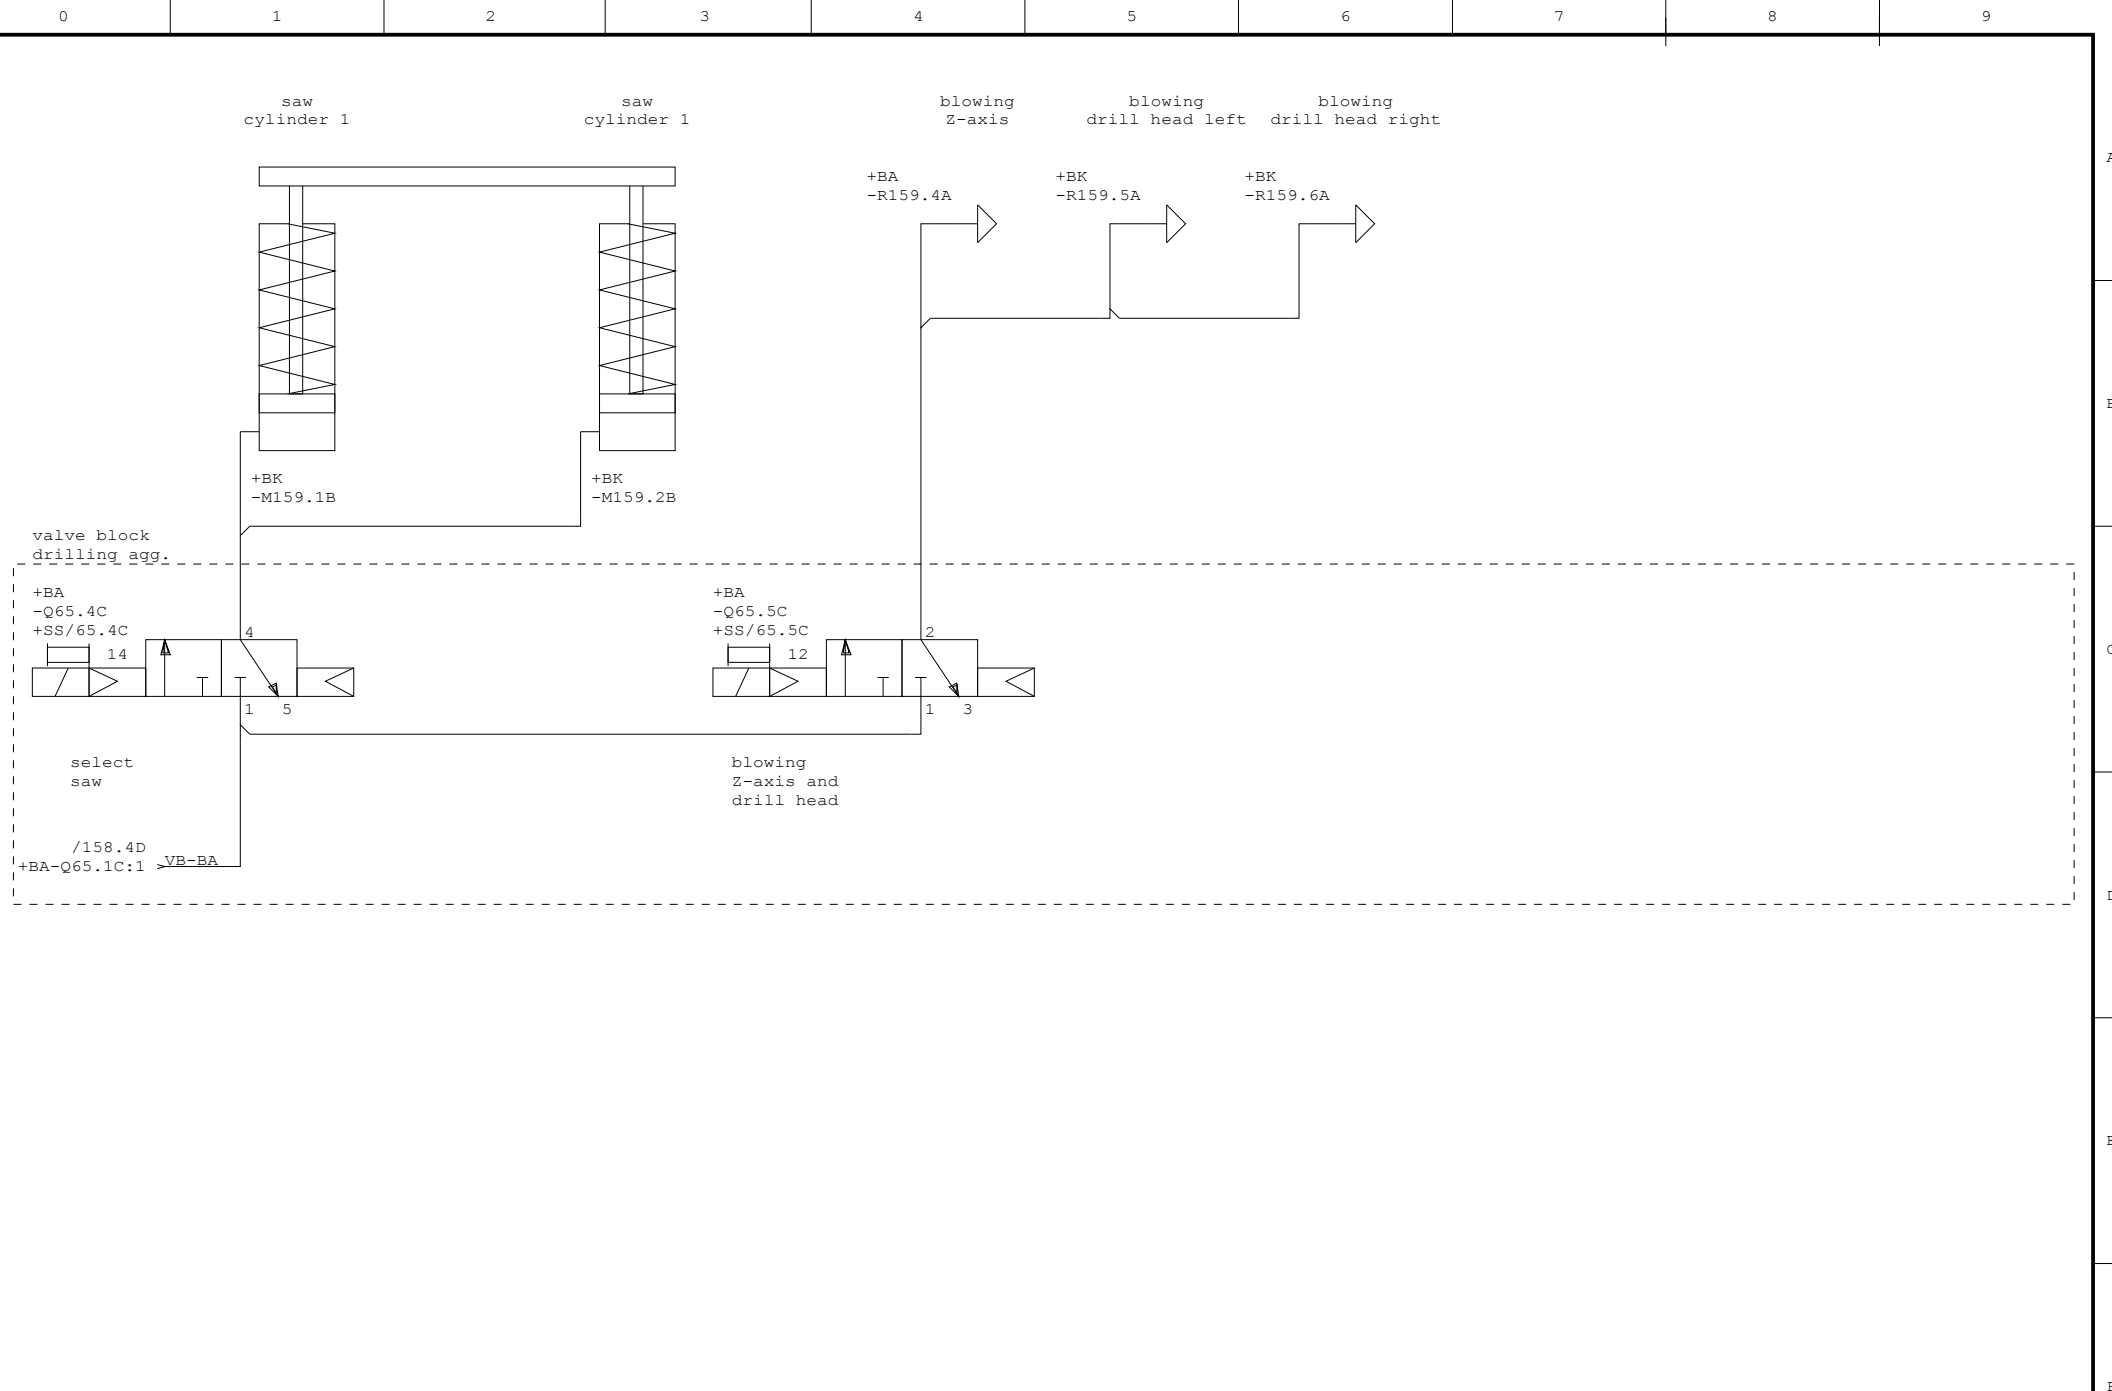 0 1 2 3 4 5 6 7 8 9
saw
cylinder 1
saw
cylinder 1
blowing
Z-axis
blowing
drill head left
blowing
drill head right
A
+BA
-R159.4A
+BK
-R159.5A
+BK
-R159.6A
B
+BK
-M159.1B
+BK
-M159.2B
valve block
drilling agg.
+BA
-Q65.4C
+SS/65.4C
14
4
1 5
+BA
-Q65.5C
+SS/65.5C
12
2
1 3
C
select
saw
blowing
Z-axis and
drill head
/158.4D
+BA-Q65.1C:1 VB-BA
D
E